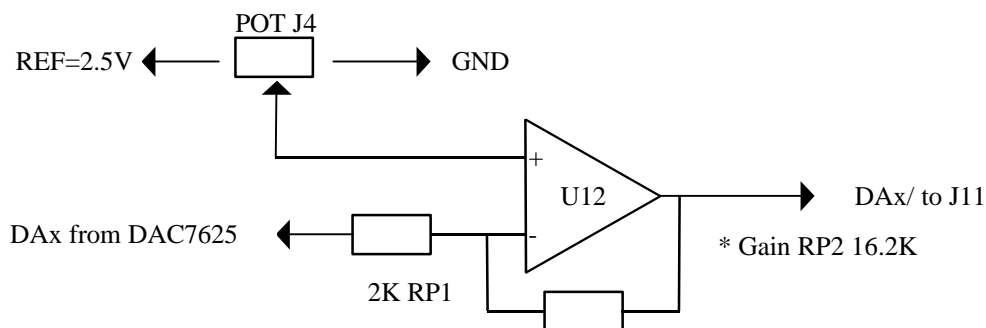 POT J4
REF=2.5V
GND
+
U12
DAx/ to J11
DAx from DAC7625
-
* Gain RP2 16.2K
2K RP1